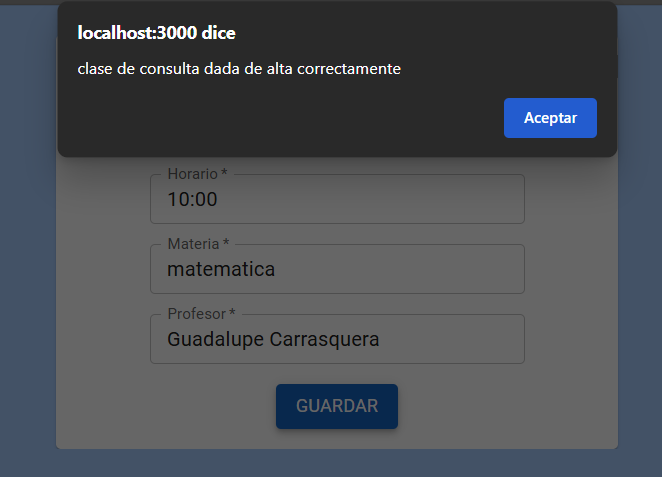 localhost:3000 dice
clase de consulta dada de alta correctamente
Aceptar
Horario *
10:00
Materia *
matematica
Profesor *
Guadalupe Carrasquera
GUARDAR